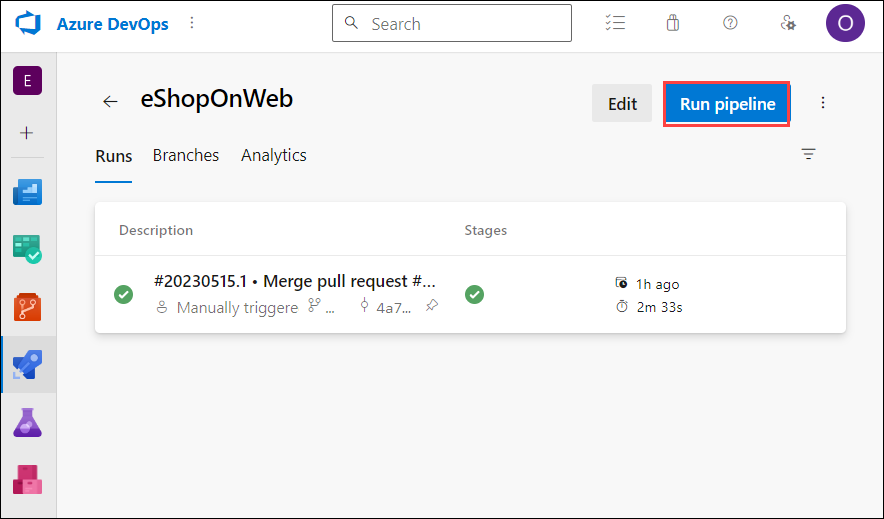 Azure DevOps
Search
O
E
eShopOnWeb
Edit
Run pipeline
Runs
Branches
Analytics
Description
Stages
#20230515.1 • Merge pull request #...
1h ago
Manually triggere
...
4a7...
2m 33s